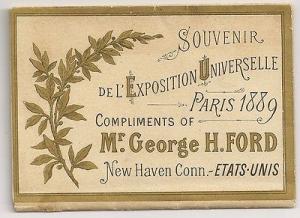 SOUVENIR
DE L'EXPOSITION UNIVERSELLE
PARIS 1889
COMPLIMENTS OF
Mr. George H. FORD
New Haven Conn. - ETATS-UNIS